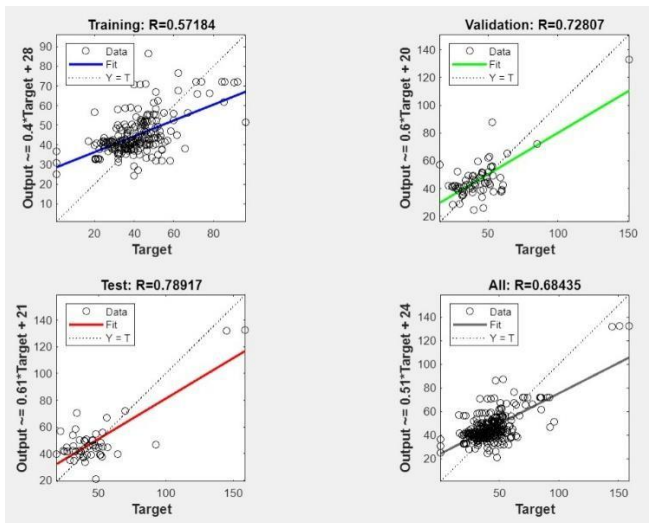 Training: R=0.57184
Output ~= 0.4*Target + 28
90
80
70
60
50
40
30
20
10
Data
Fit
Y = T
20
40
60
80
Target
Validation: R=0.72807
Output ~= 0.6*Target + 20
140
120
100
80
60
40
20
Data
Fit
Y = T
50
100
150
Target
Test: R=0.78917
Output ~= 0.61*Target + 21
140
120
100
80
60
40
20
Data
Fit
Y = T
50
100
150
Target
All: R=0.68435
Output ~= 0.51*Target + 24
140
120
100
80
60
40
20
Data
Fit
Y = T
50
100
150
Target